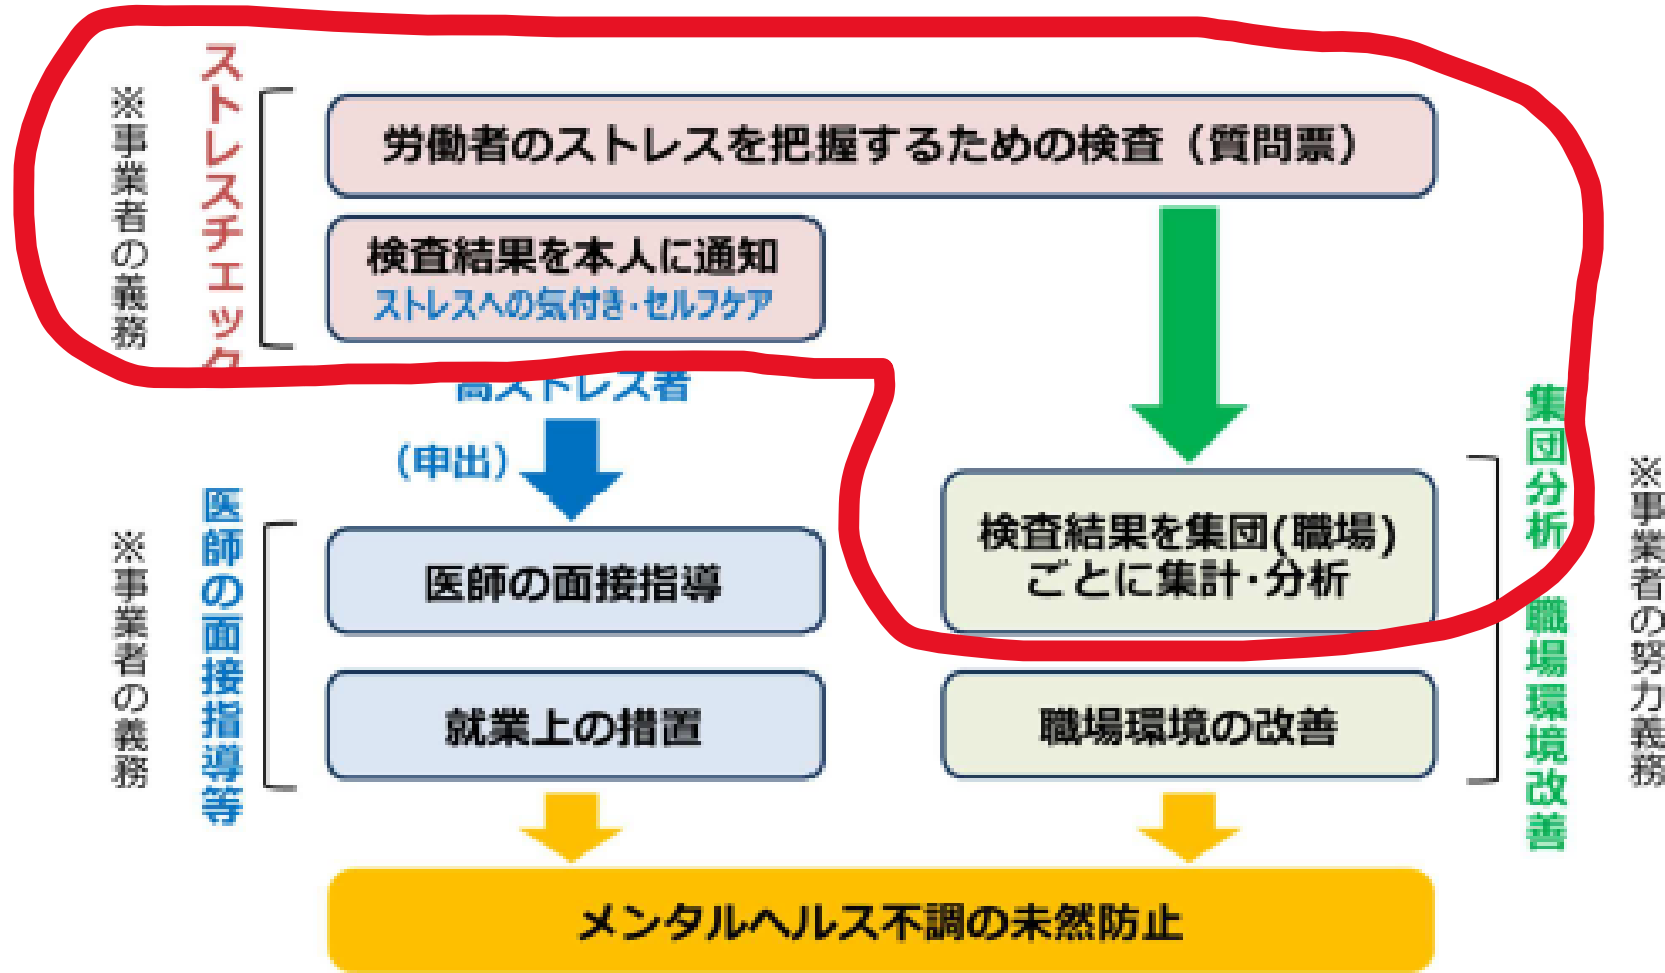 ストレスチェック
※事業者の義務
労働者のストレスを把握するための検査（質問票）
検査結果を本人に通知
ストレスへの気付き・セルフケア
高ストレス者
（申出）
医師の面接指導等
※事業者の義務
医師の面接指導
就業上の措置
検査結果を集団(職場)
ごとに集計・分析
職場環境の改善
集団分析 職場環境改善
※事業者の努力義務
メンタルヘルス不調の未然防止